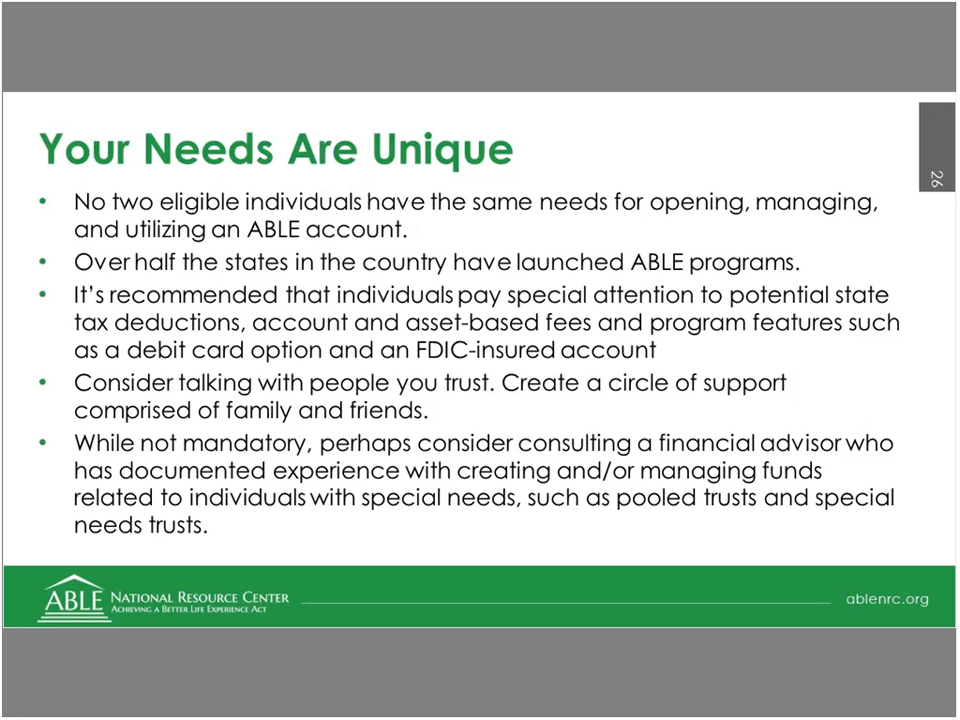 Your Needs Are Unique
26
• No two eligible individuals have the same needs for opening, managing,
and utilizing an ABLE account.
• Over half the states in the country have launched ABLE programs.
• It's recommended that individuals pay special attention to potential state
tax deductions, account and asset-based fees and program features such
as a debit card option and an FDIC-insured account
• Consider talking with people you trust. Create a circle of support
comprised of family and friends.
• While not mandatory, perhaps consider consulting a financial advisor who
has documented experience with creating and/or managing funds
related to individuals with special needs, such as pooled trusts and special
needs trusts.
ABLE NATIONAL RESOURCE CENTER
ACHIEVING A BETTER LIFE EXPERIENCE ACT
ablenrc.org